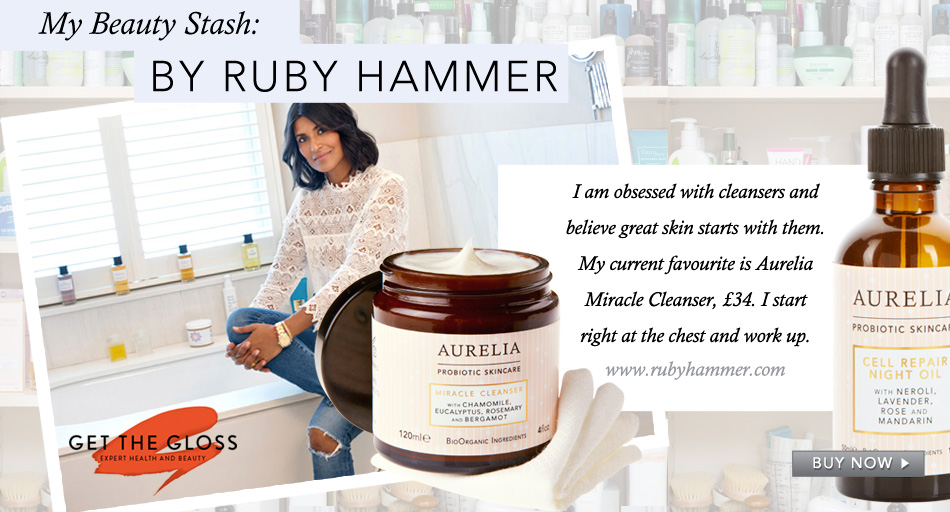 My Beauty Stash:
BY RUBY HAMMER
I am obsessed with cleansers and
believe great skin starts with them.
My current favourite is Aurelia
Miracle Cleanser, £34. I start
right at the chest and work up.
www.rubyhammer.com
HAND
AURELIA
PROBIOTIC SKINCARE
MIRACLE CLEANSER
WITH CHAMOMILE,
EUCALYPTUS, ROSEMARY
AND BERGAMOT
120ml℮ 4floz
BIOORGANIC INGREDIENTS
AURELIA
PROBIOTIC SKINCAR
CELL REPAIR
NIGHT OIL
WITH NEROLI,
LAVENDER,
ROSE AND
MANDARIN
GET THE GLOSS
EXPERT HEALTH AND BEAUTY
BUY NOW